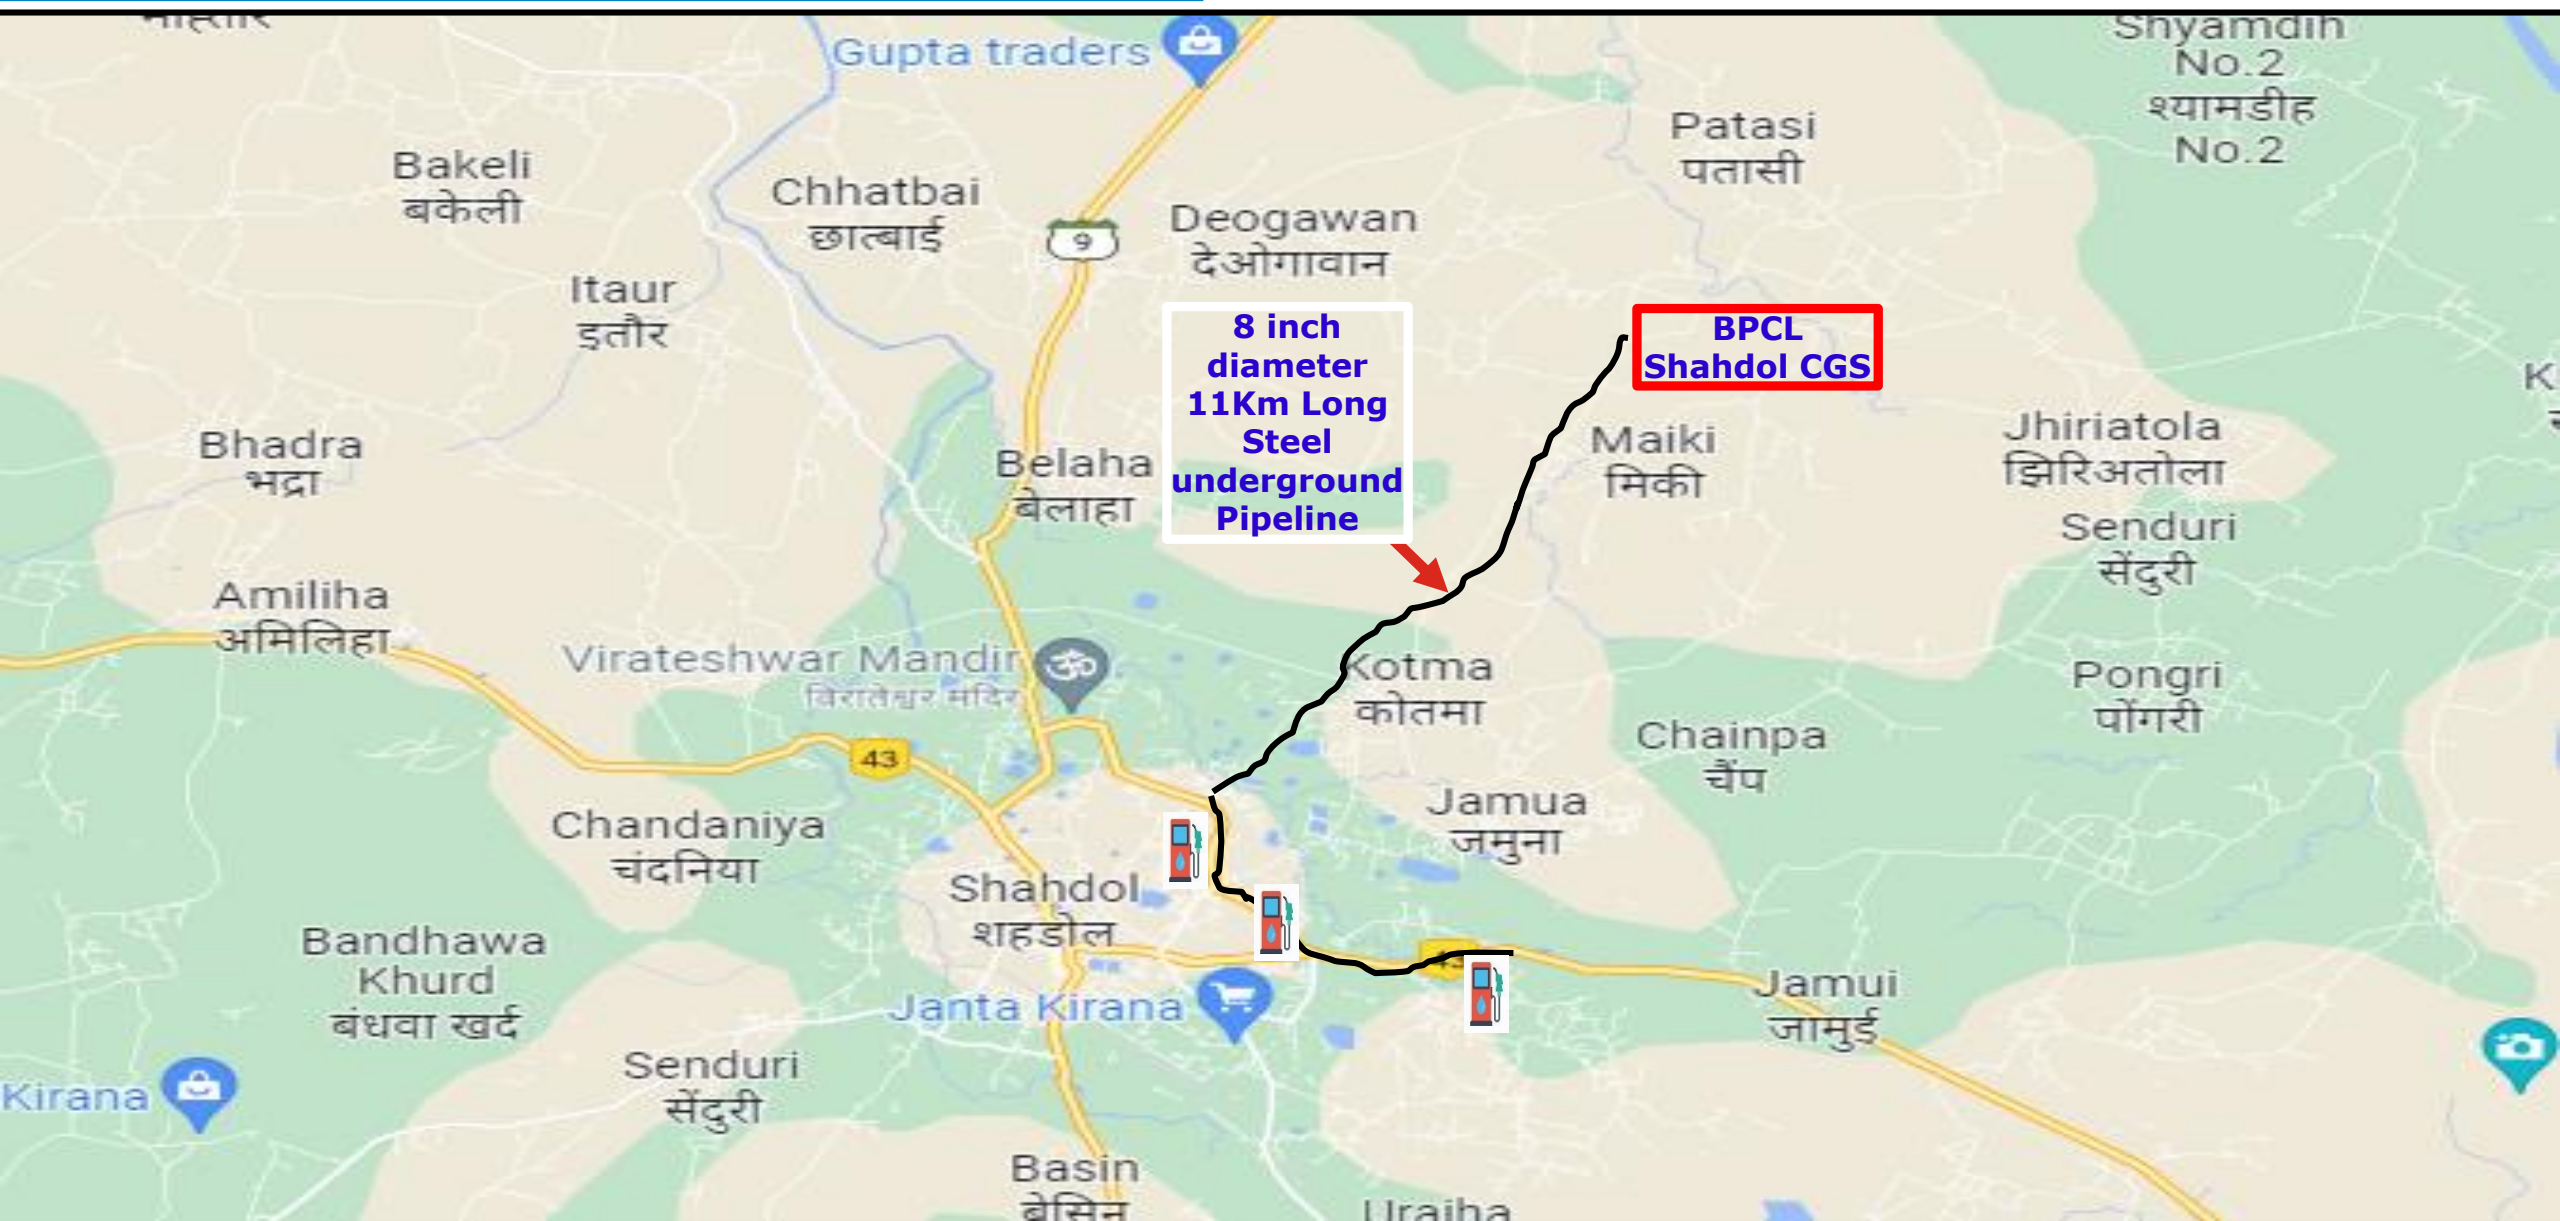 Gupta traders
Shyamdih
No.2
श्यामडीह
No.2
Patasi
पतासी
Bakeli
बकेली
Chhatbai
छात्बाई
9
Deogawan
देओगावान
Itaur
इतौर
8 inch
diameter
11Km Long
Steel
underground
Pipeline
BPCL
Shahdol CGS
Bhadra
भद्रा
Belaha
बेलाहा
Maiki
मिकी
Jhiriatola
झिरिअतोला
Senduri
सेंदुरी
Amiliha
अमिलिहा
Virateshwar Mandir
विरातेश्वर मंदिर
Kotma
कोतमा
Pongri
पोंगरी
43
Chainpa
चैंप
Chandaniya
चंदनिया
Jamua
जमुना
Shahdol
शहडोल
Bandhawa
Khurd
बंधवा खर्द
43
Janta Kirana
Jamui
जामुई
Kirana
Senduri
सेंदुरी
Basin
बेसिन
Urajha